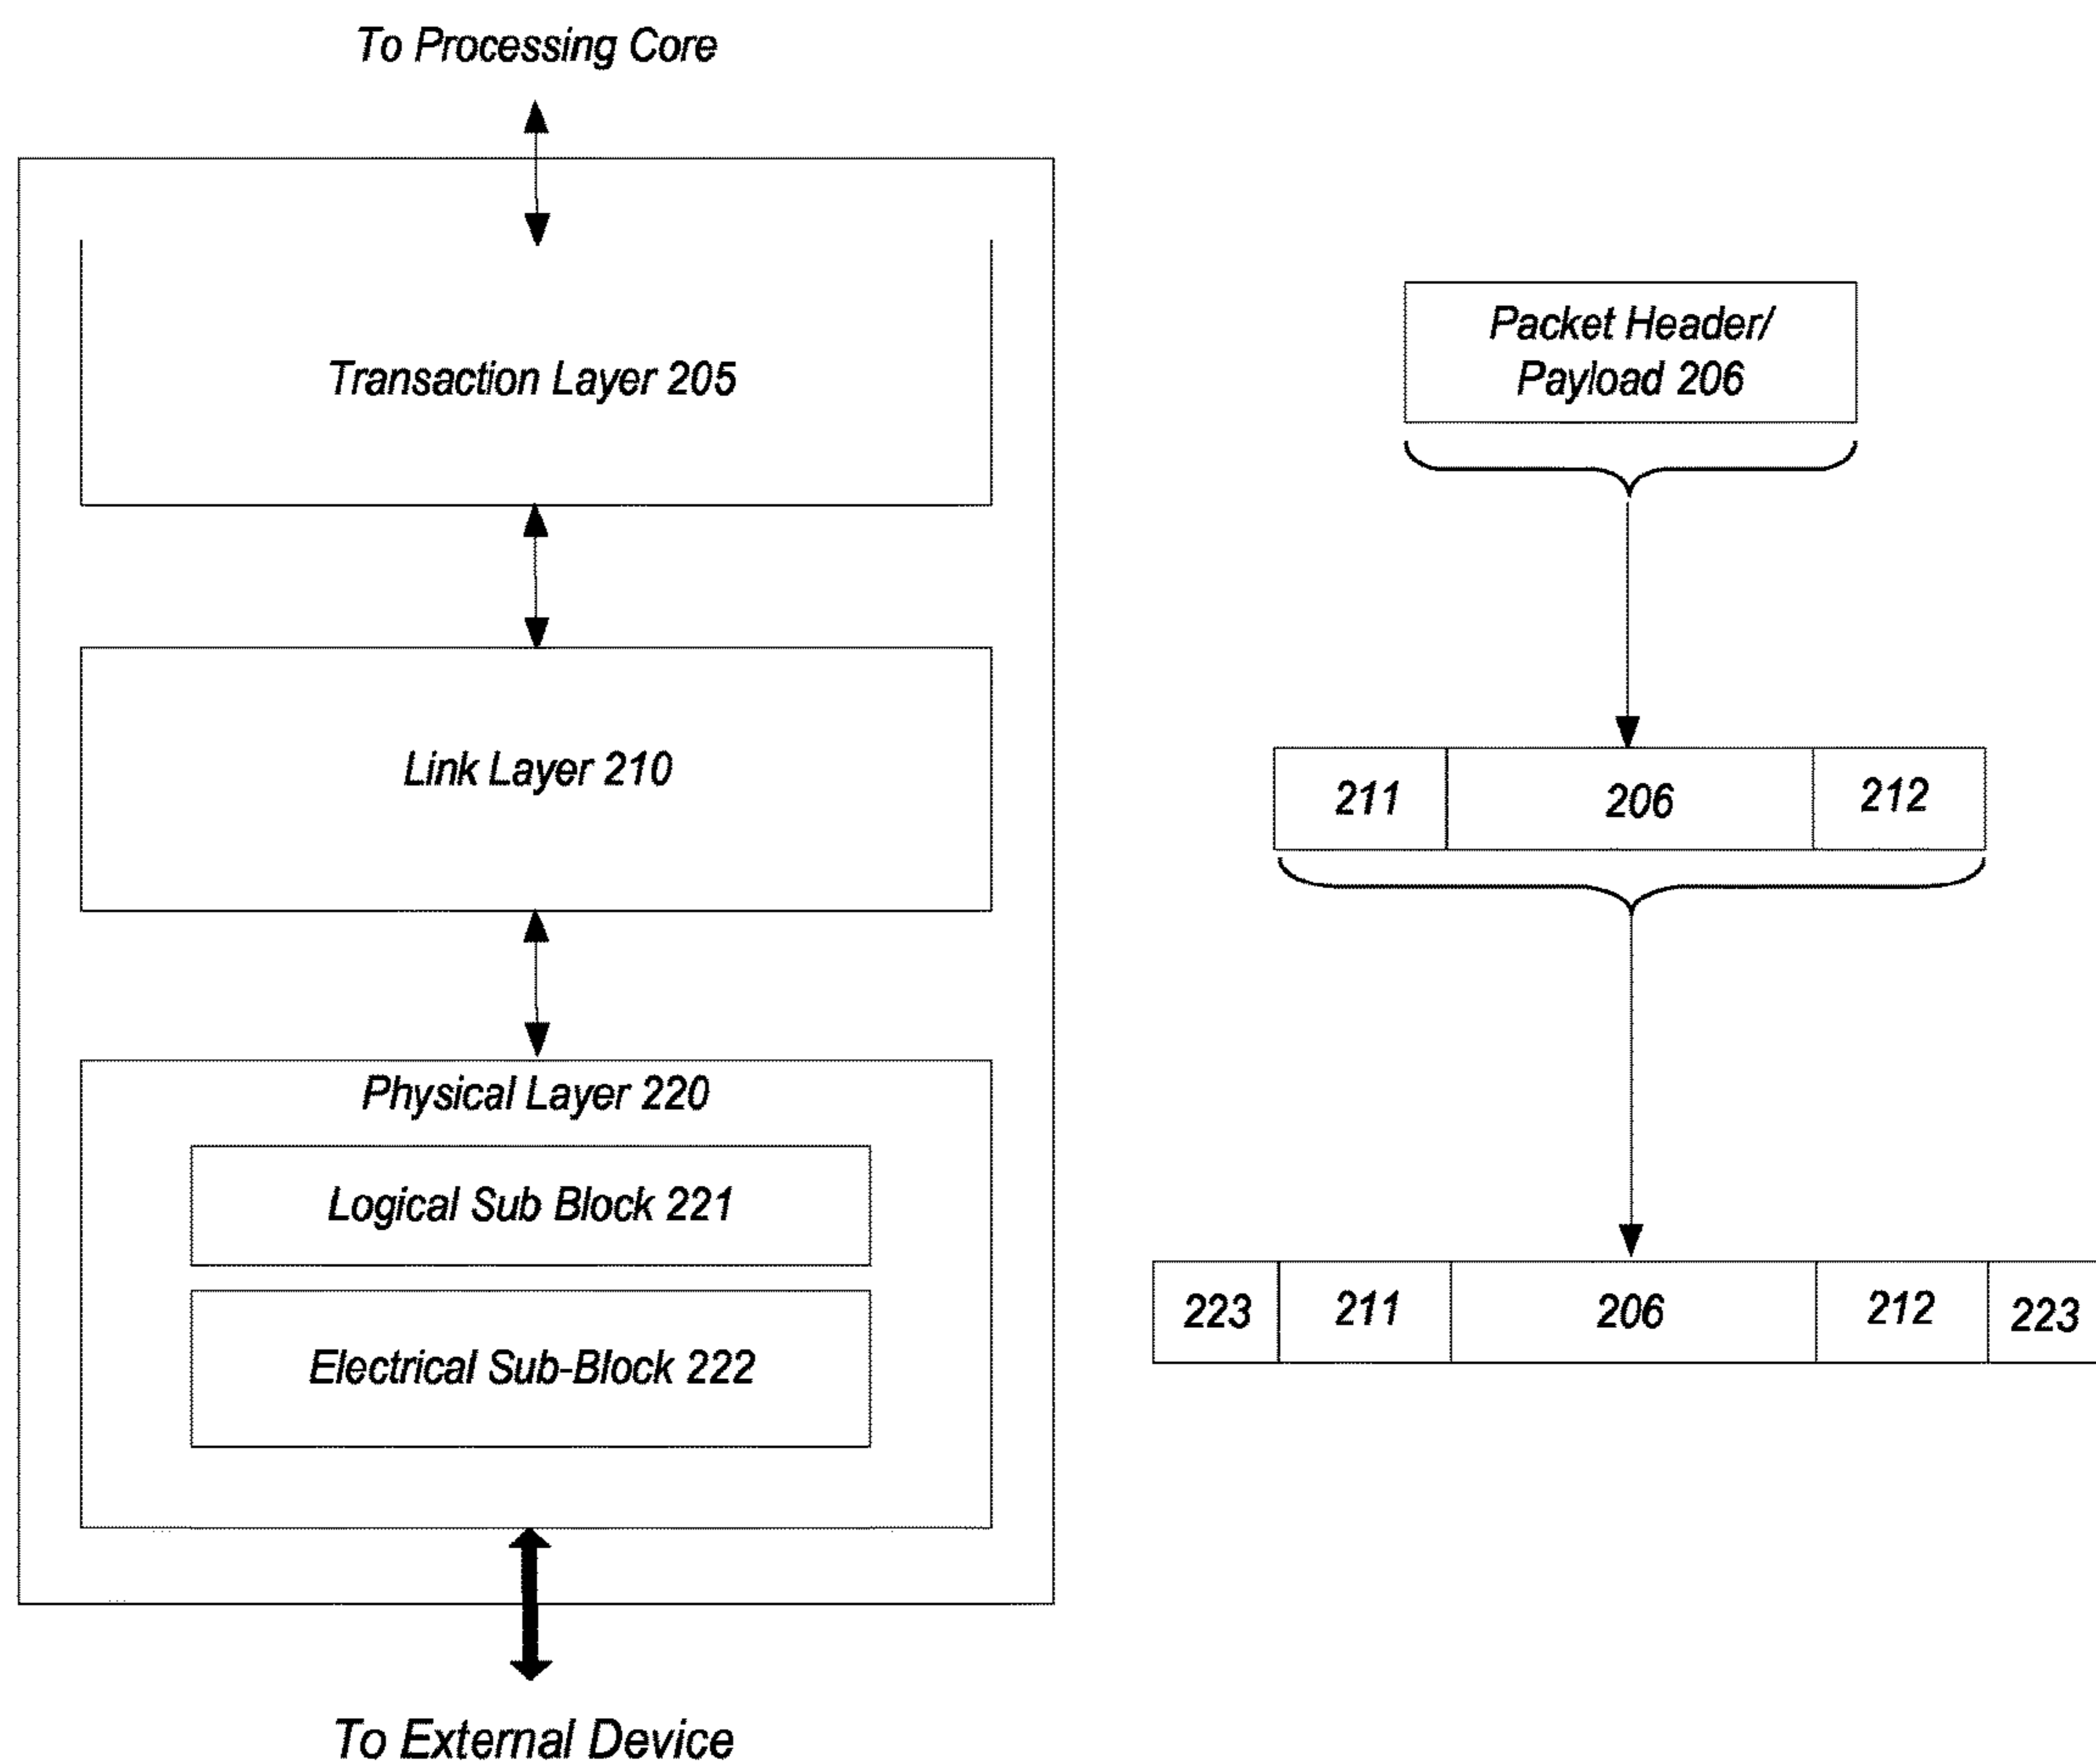 To Processing Core
Transaction Layer 205
Link Layer 210
Physical Layer 220
Logical Sub Block 221
Electrical Sub-Block 222
To External Device
Packet Header/
Payload 206
211 206 212
223 211 206 212 223